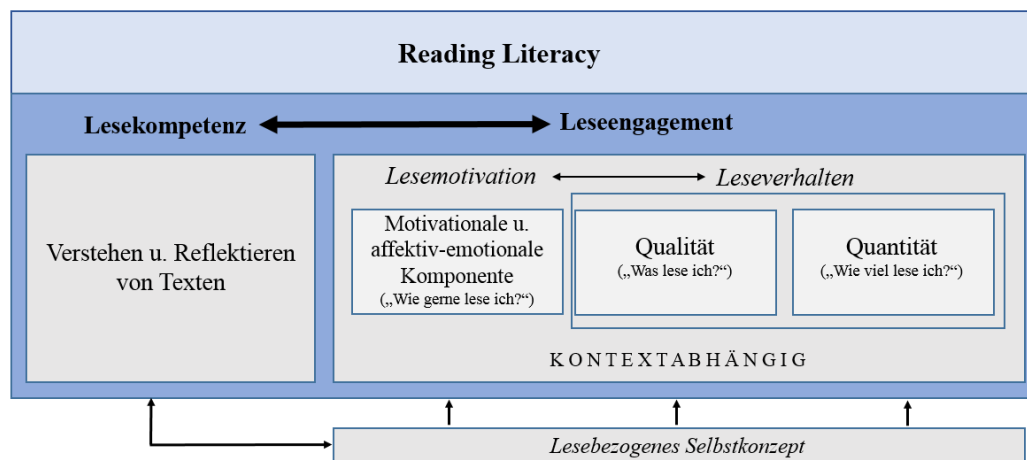 Reading Literacy
Lesekompetenz
Leseengagement
Verstehen u. Reflektieren
von Texten
Lesemotivation
Leseverhalten
Motivationale u.
affektiv-emotionale
Komponente
(„Wie gerne lese ich?“)
Qualität
(„Was lese ich?“)
Quantität
(„Wie viel lese ich?“)
KONTEXTABHÄNGIG
Lesebezogenes Selbstkonzept